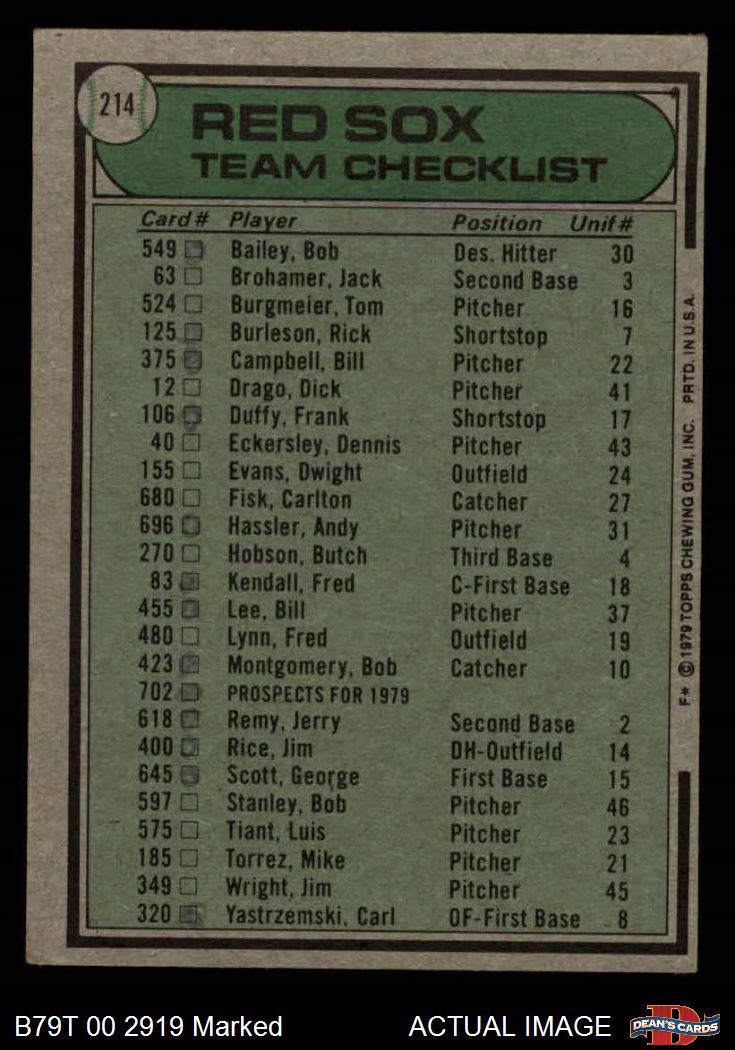 214
RED SOX
TEAM CHECKLIST
Card # Player Position Unif #
549 Bailey, Bob Des. Hitter 30
63 Brohamer, Jack Second Base 3
524 Burgmeier, Tom Pitcher 16
125 Burleson, Rick Shortstop 7
375 Campbell, Bill Pitcher 22
12 Drago, Dick Pitcher 41
106 Duffy, Frank Shortstop 17
40 Eckersley, Dennis Pitcher 43
155 Evans, Dwight Outfield 24
680 Fisk, Carlton Catcher 27
696 Hassler, Andy Pitcher 31
270 Hobson, Butch Third Base 4
83 Kendall, Fred C-First Base 18
455 Lee, Bill Pitcher 37
480 Lynn, Fred Outfield 19
423 Montgomery, Bob Catcher 10
702 PROSPECTS FOR 1979
618 Remy, Jerry Second Base 2
400 Rice, Jim DH-Outfield 14
645 Scott, George First Base 15
597 Stanley, Bob Pitcher 46
575 Tiant, Luis Pitcher 23
185 Torrez, Mike Pitcher 21
349 Wright, Jim Pitcher 45
320 Yastrzemski, Carl OF-First Base 8
F* © 1979 TOPPS CHEWING GUM, INC. PRTD. IN U.S.A.
B79T 00 2919 Marked ACTUAL IMAGE
DEAN'S CARDS